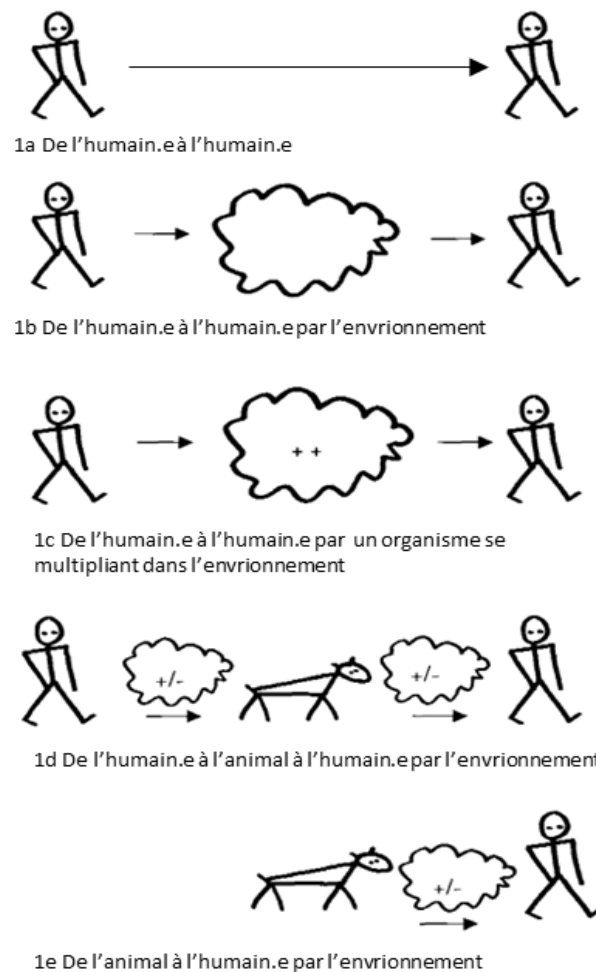 1a De l'humain.e à l'humain.e
1b De l'humain.e à l'humain.e par l'envrionnement
+ +
1c De l'humain.e à l'humain.e par un organisme se
multipliant dans l'envrionnement
+/- +/-
1d De l'humain.e à l'animal à l'humain.e par l'envrionnement
+/-
1e De l'animal à l'humain.e par l'envrionnement